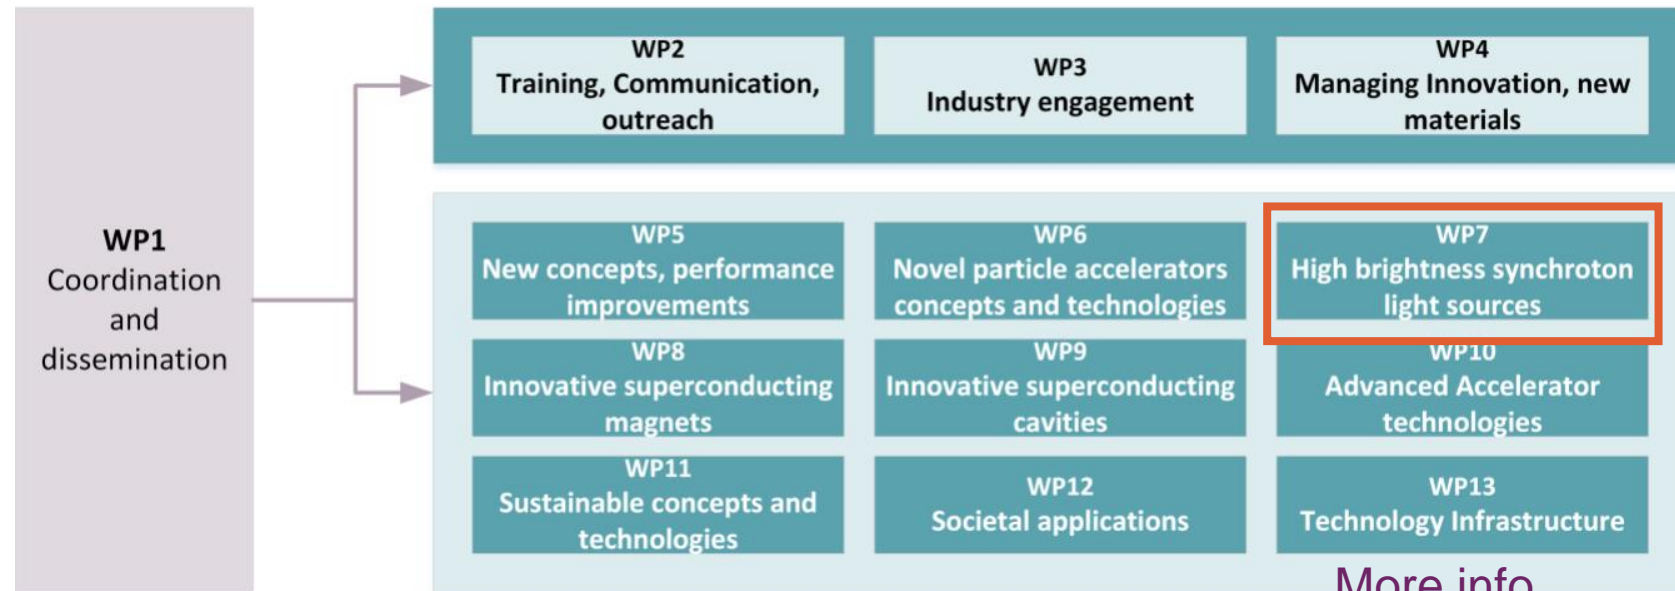 WP1
Coordination
and
dissemination
WP2
Training, Communication,
outreach
WP3
Industry engagement
WP4
Managing Innovation, new
materials
WP5
New concepts, performance
improvements
WP6
Novel particle accelerators
concepts and technologies
WP7
High brightness synchroton
light sources
WP8
Innovative superconducting
magnets
WP9
Innovative superconducting
cavities
WP10
Advanced Accelerator
technologies
WP11
Sustainable concepts and
technologies
WP12
Societal applications
WP13
Technology Infrastructure
More info